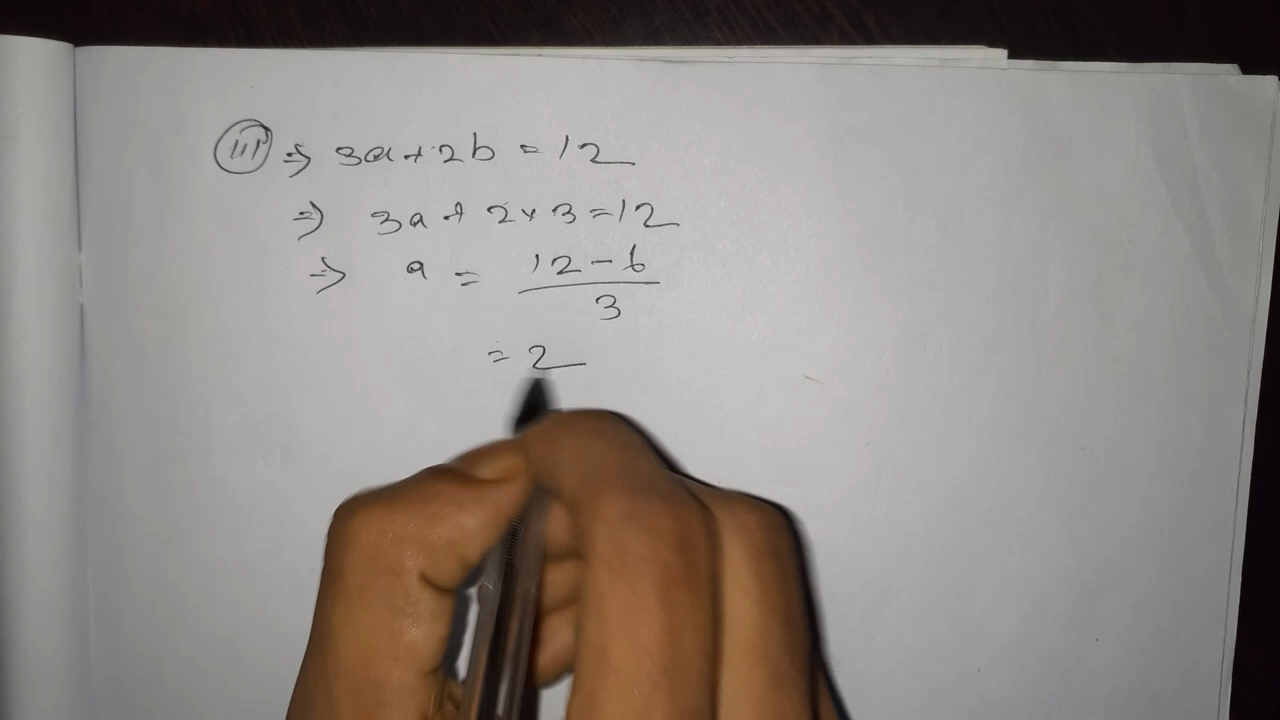 (iii) ⇒ 3a + 2b = 12
⇒ 3a + 2 × 3 = 12
⇒ a = 12 - 6 / 3
= 2